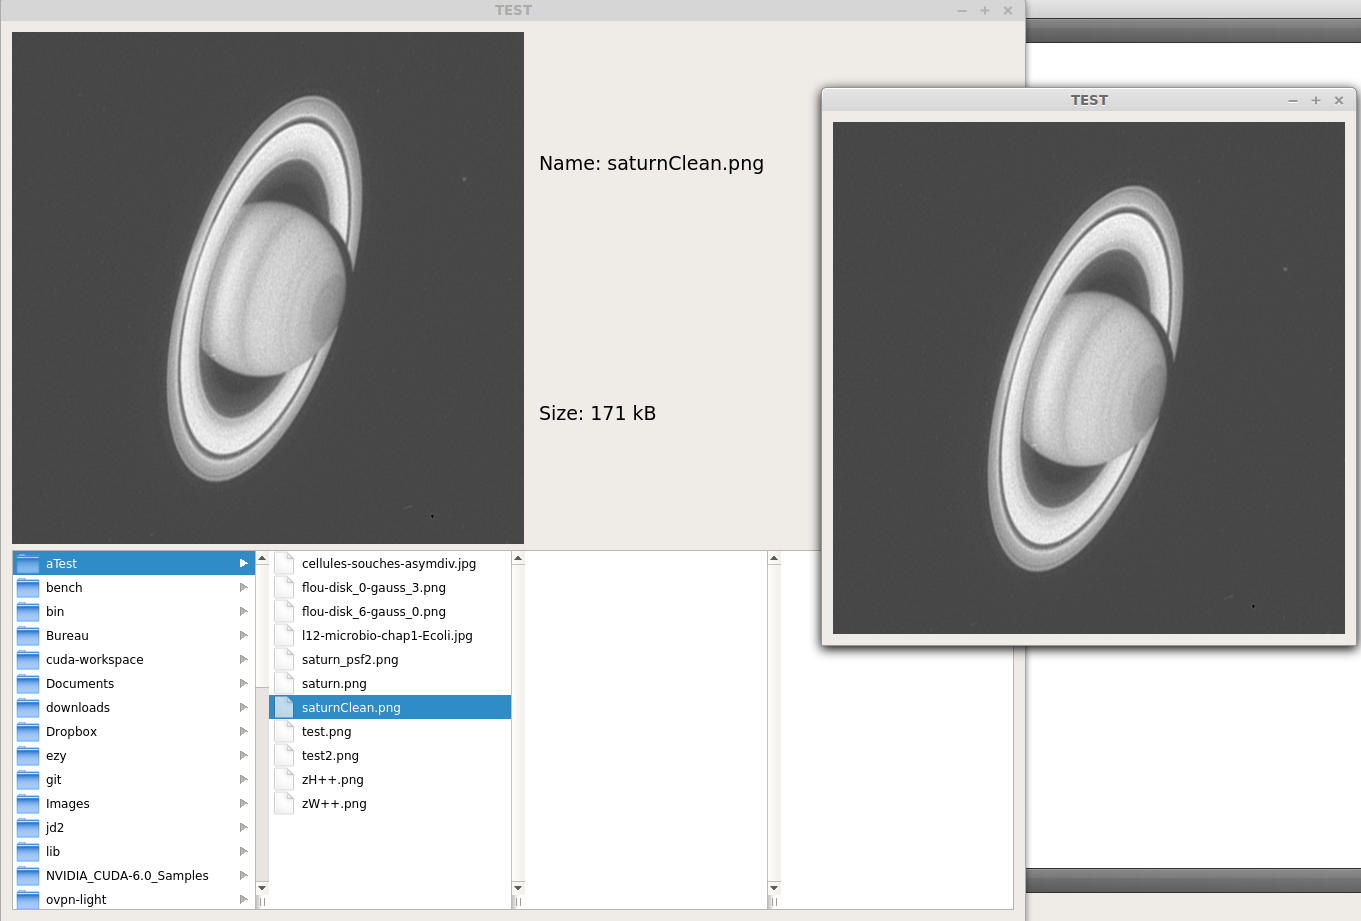 TEST
TEST
Name: saturnClean.png
Size: 171 kB
aTest
bench
bin
Bureau
cuda-workspace
Documents
downloads
Dropbox
ezy
git
Images
jd2
lib
NVIDIA_CUDA-6.0_Samples
ovpn-light
cellules-souches-asymdiv.jpg
flou-disk_0-gauss_3.png
flou-disk_6-gauss_0.png
l12-microbio-chap1-Ecoli.jpg
saturn_psf2.png
saturn.png
saturnClean.png
test.png
test2.png
zH++.png
zW++.png